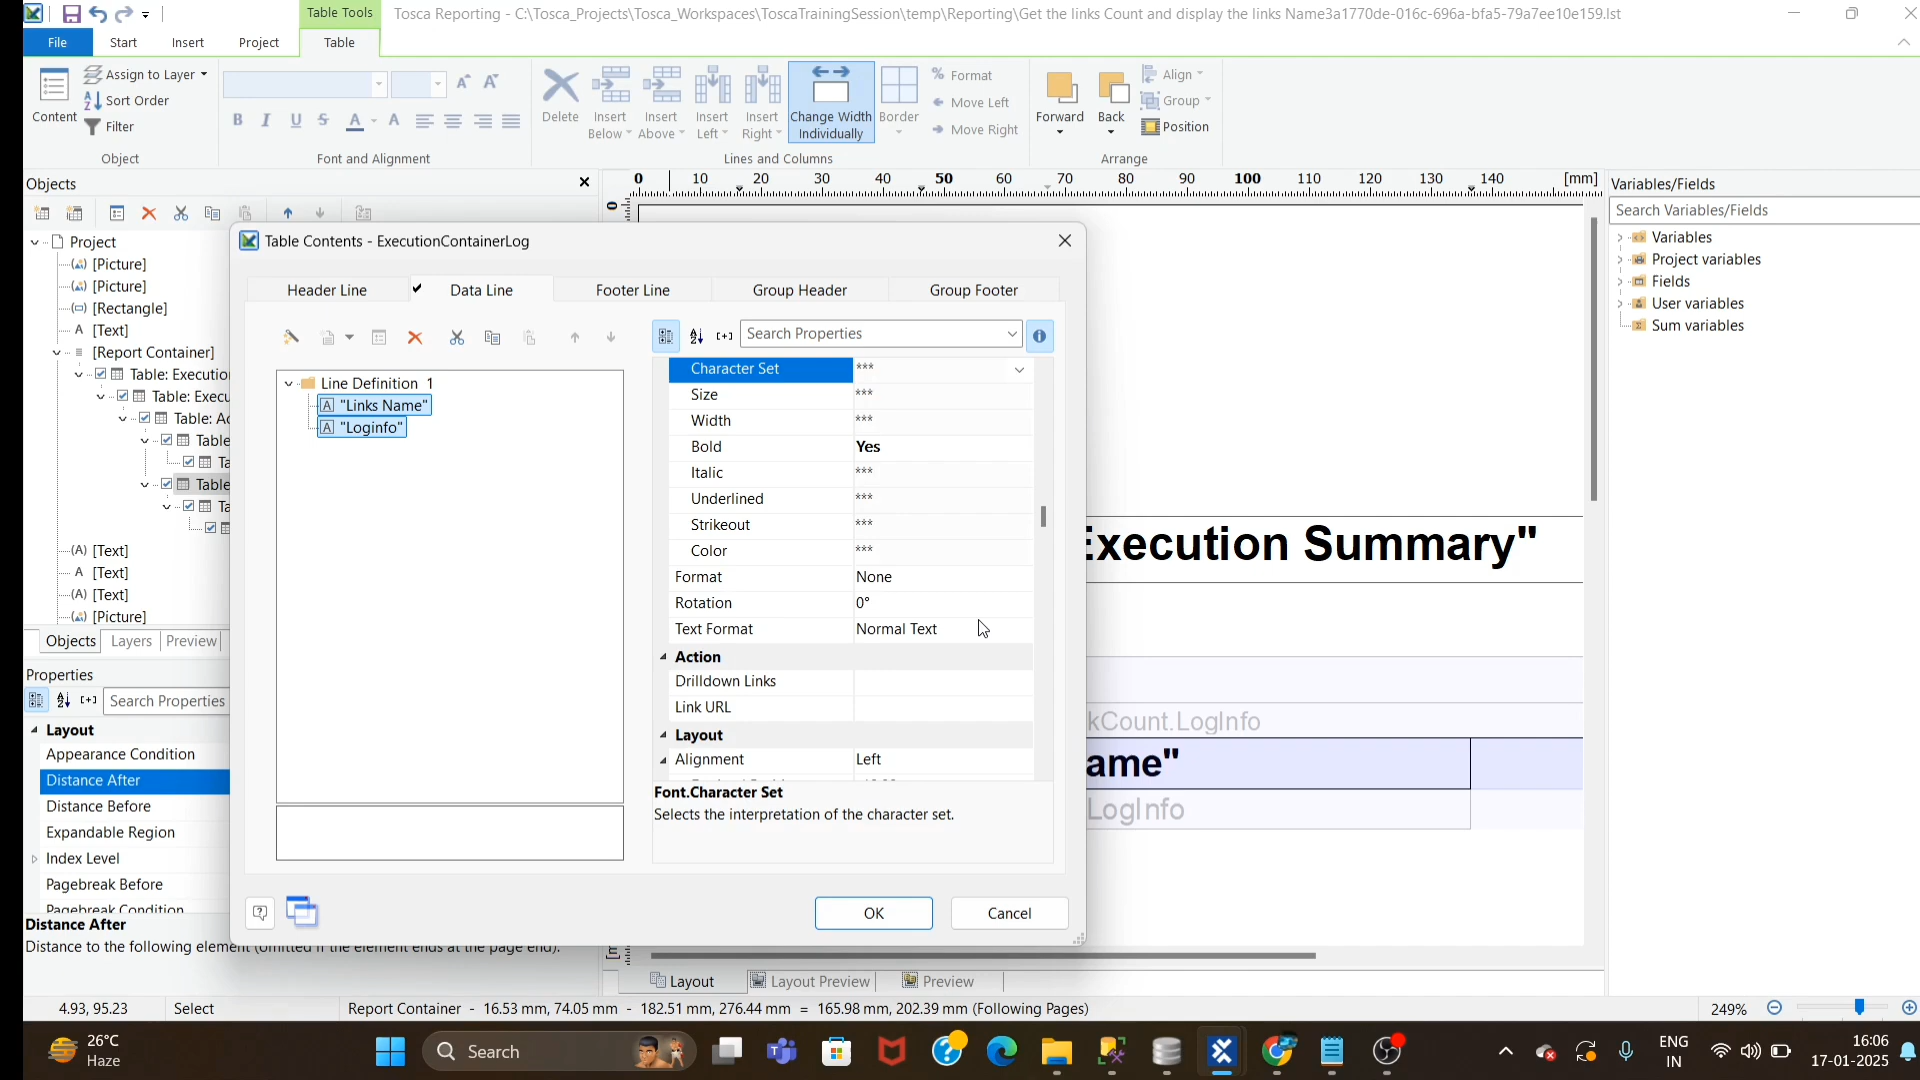 Table Tools
Tosca Reporting - C:\Tosca_Projects\Tosca_Workspaces\ToscaTrainingSession\temp\Reporting\Get the links Count and display the links Name3a1770de-016c-696a-bfa5-79a7ee10e159.lst
File Start Insert Project Table
Content
Assign to Layer
Sort Order
Filter
Object
B I U S A A
Font and Alignment
Delete
Insert Below
Insert Above
Insert Left
Insert Right
Change Width Individually
Border
% Format
Move Left
Move Right
Lines and Columns
Forward
Back
Align
Group
Position
Arrange
Objects
0 10 20 30 40 50 60 70 80 90 100 110 120 130 140 [mm]
Variables/Fields
Search Variables/Fields
Variables
Project variables
Fields
User variables
Sum variables
Project
[Picture]
[Picture]
[Rectangle]
A [Text]
[Report Container]
Table: Executio
Table: Execu
Table: Ac
Table
Ta
Table
Ta
(A) [Text]
A [Text]
(A) [Text]
[Picture]
Objects Layers Preview
Properties
Search Properties
Layout
Appearance Condition
Distance After
Distance Before
Expandable Region
Index Level
Pagebreak Before
Pagebreak Condition
Distance After
Distance to the following element (omitted if the element ends at the page end).
Table Contents - ExecutionContainerLog
Header Line Data Line Footer Line Group Header Group Footer
Line Definition 1
A "Links Name"
A "Loginfo"
Search Properties
Character Set ***
Size ***
Width ***
Bold Yes
Italic ***
Underlined ***
Strikeout ***
Color ***
Format None
Rotation 0°
Text Format Normal Text
Action
Drilldown Links
Link URL
Layout
Alignment Left
Font.Character Set
Selects the interpretation of the character set.
OK Cancel
Execution Summary"
kCount.LogInfo
ame"
LogInfo
Layout Layout Preview Preview
4.93, 95.23 Select Report Container - 16.53 mm, 74.05 mm - 182.51 mm, 276.44 mm = 165.98 mm, 202.39 mm (Following Pages) 249%
26°C
Haze
Search
ENG
IN
16:06
17-01-2025